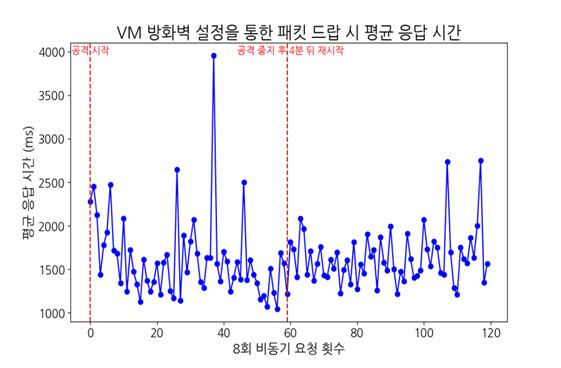 VM 방화벽 설정을 통한 패킷 드랍 시 평균 응답 시간
공격 시작
공격 중지 후 4분 뒤 재시작
평균 응답 시간 (ms)
4000
3500
3000
2500
2000
1500
1000
0
20
40
60
80
100
120
8회 비동기 요청 횟수